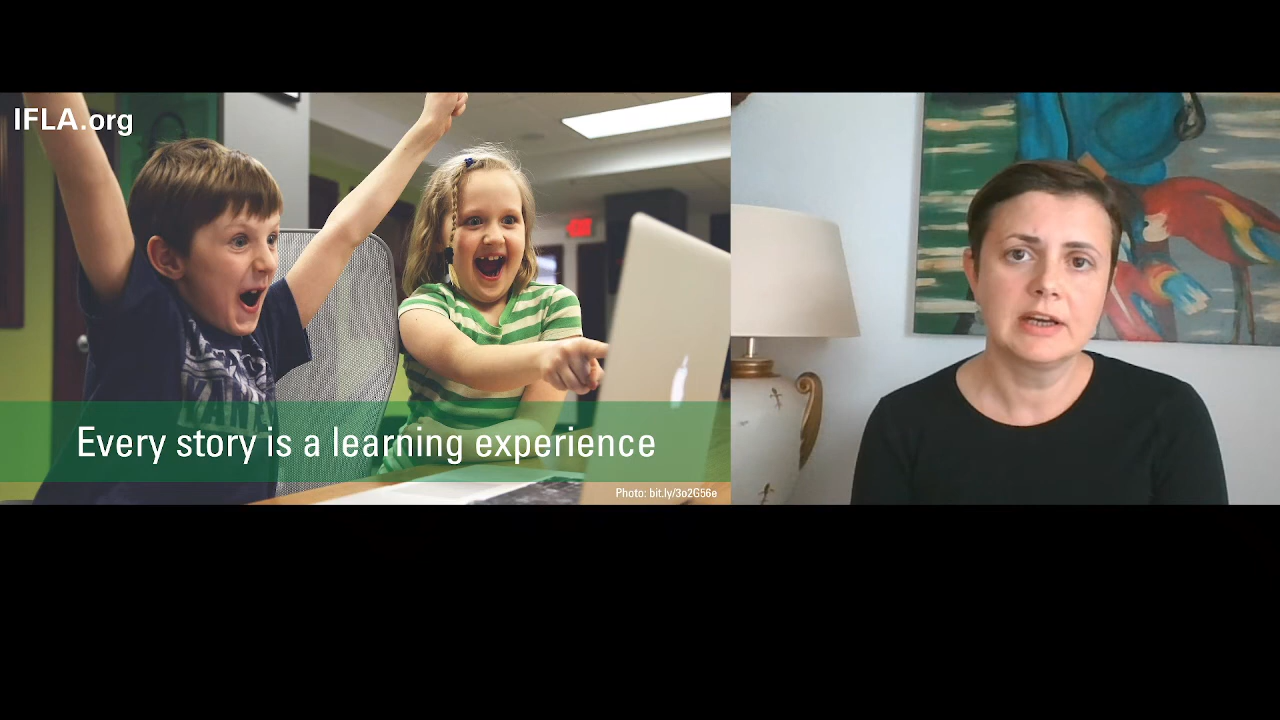 IFLA.org
Every story is a learning experience
Photo: bit.ly/3o2G56e